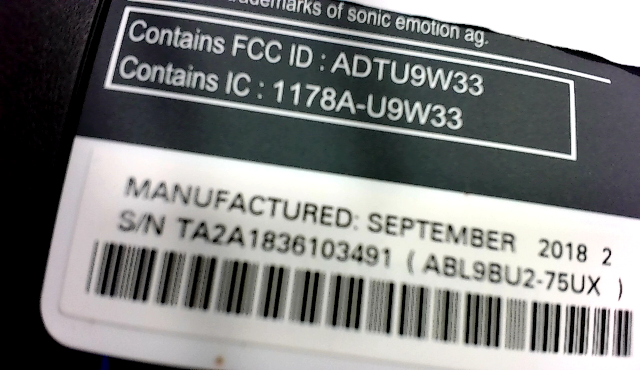 trademarks of sonic emotion ag.
Contains FCC ID : ADTU9W33
Contains IC : 1178A-U9W33
MANUFACTURED: SEPTEMBER 2018 2
S/N TA2A1836103491 ( ABL9BU2-75UX )